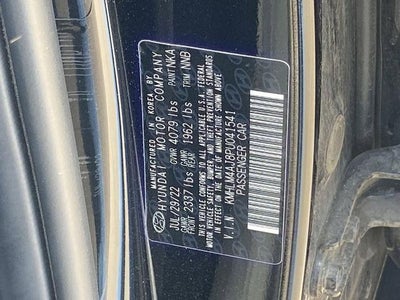 MANUFACTURED IN KOREA BY
HYUNDAI MOTOR COMPANY
JUL/29/22 GVWR 4079 lbs PAINT NKA
GAWR FRONT 2337 lbs GAWR REAR 1962 lbs TRIM NNB
THIS VEHICLE CONFORMS TO ALL APPLICABLE U.S.A. FEDERAL
MOTOR VEHICLE SAFETY, BUMPER AND THEFT PREVENTION STANDARDS
IN EFFECT ON THE DATE OF MANUFACTURE SHOWN ABOVE.
V.I.N KMHLM4AJ8PU041541
PASSENGER CAR